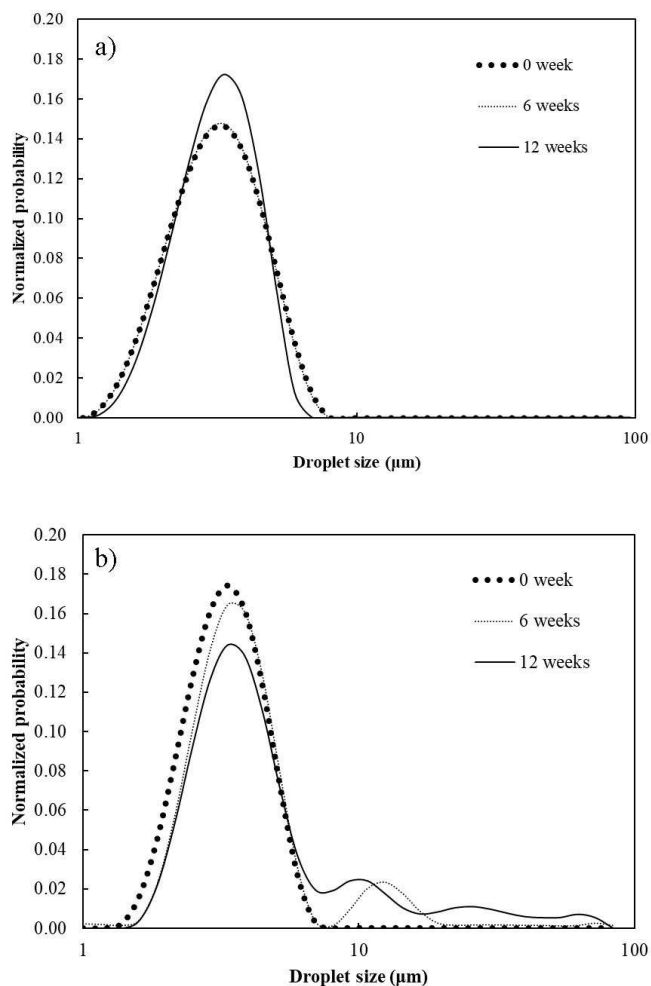 a)
0.20
0.18
0.16
0.14
0.12
0.10
0.08
0.06
0.04
0.02
0.00
Normalized probability
0 week
6 weeks
12 weeks
1
10
100
Droplet size (µm)
b)
0.20
0.18
0.16
0.14
0.12
0.10
0.08
0.06
0.04
0.02
0.00
Normalized probability
0 week
6 weeks
12 weeks
1
10
100
Droplet size (µm)